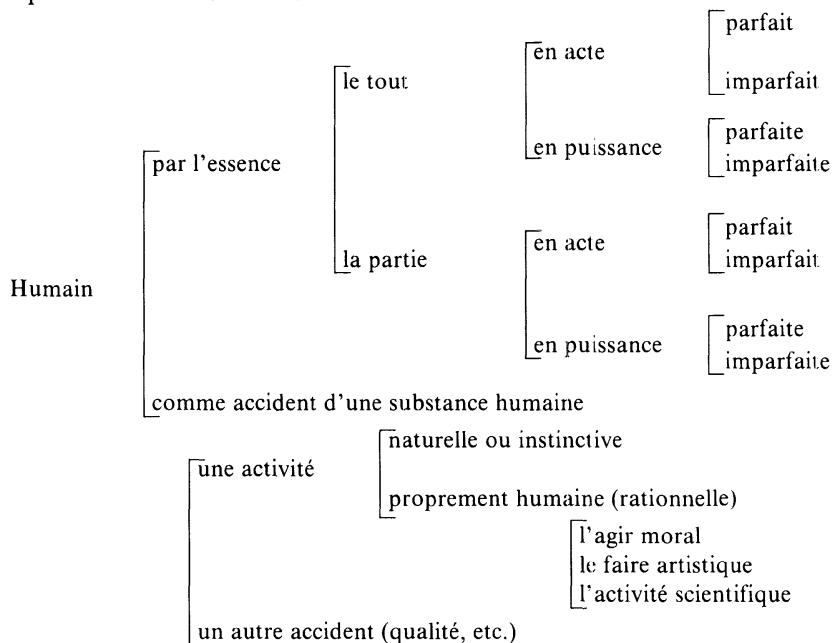 parfait
en acte
le tout
imparfait
parfaite
en puissance
imparfaite
par l'essence
parfait
en acte
la partie
imparfait
Humain
parfaite
en puissance
imparfaite
comme accident d'une substance humaine
naturelle ou instinctive
une activité
proprement humaine (rationnelle)
l'agir moral
le faire artistique
l'activité scientifique
un autre accident (qualité, etc.)